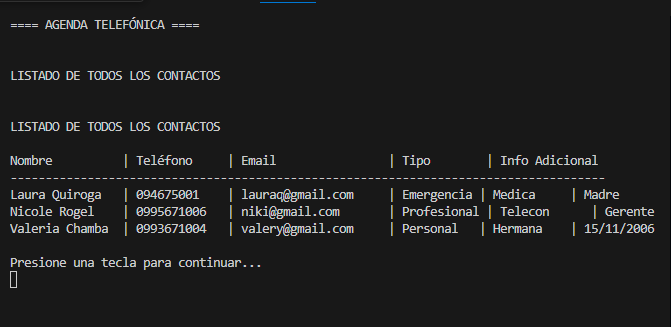 ==== AGENDA TELEFÓNICA ====
LISTADO DE TODOS LOS CONTACTOS
LISTADO DE TODOS LOS CONTACTOS
Nombre | Teléfono | Email | Tipo | Info Adicional
-------------------------------------------------------------------------------------
Laura Quiroga | 094675001 | lauraq@gmail.com | Emergencia | Medica | Madre
Nicole Rogel | 0995671006 | niki@gmail.com | Profesional | Telecon | Gerente
Valeria Chamba | 0993671004 | valery@gmail.com | Personal | Hermana | 15/11/2006
Presione una tecla para continuar...